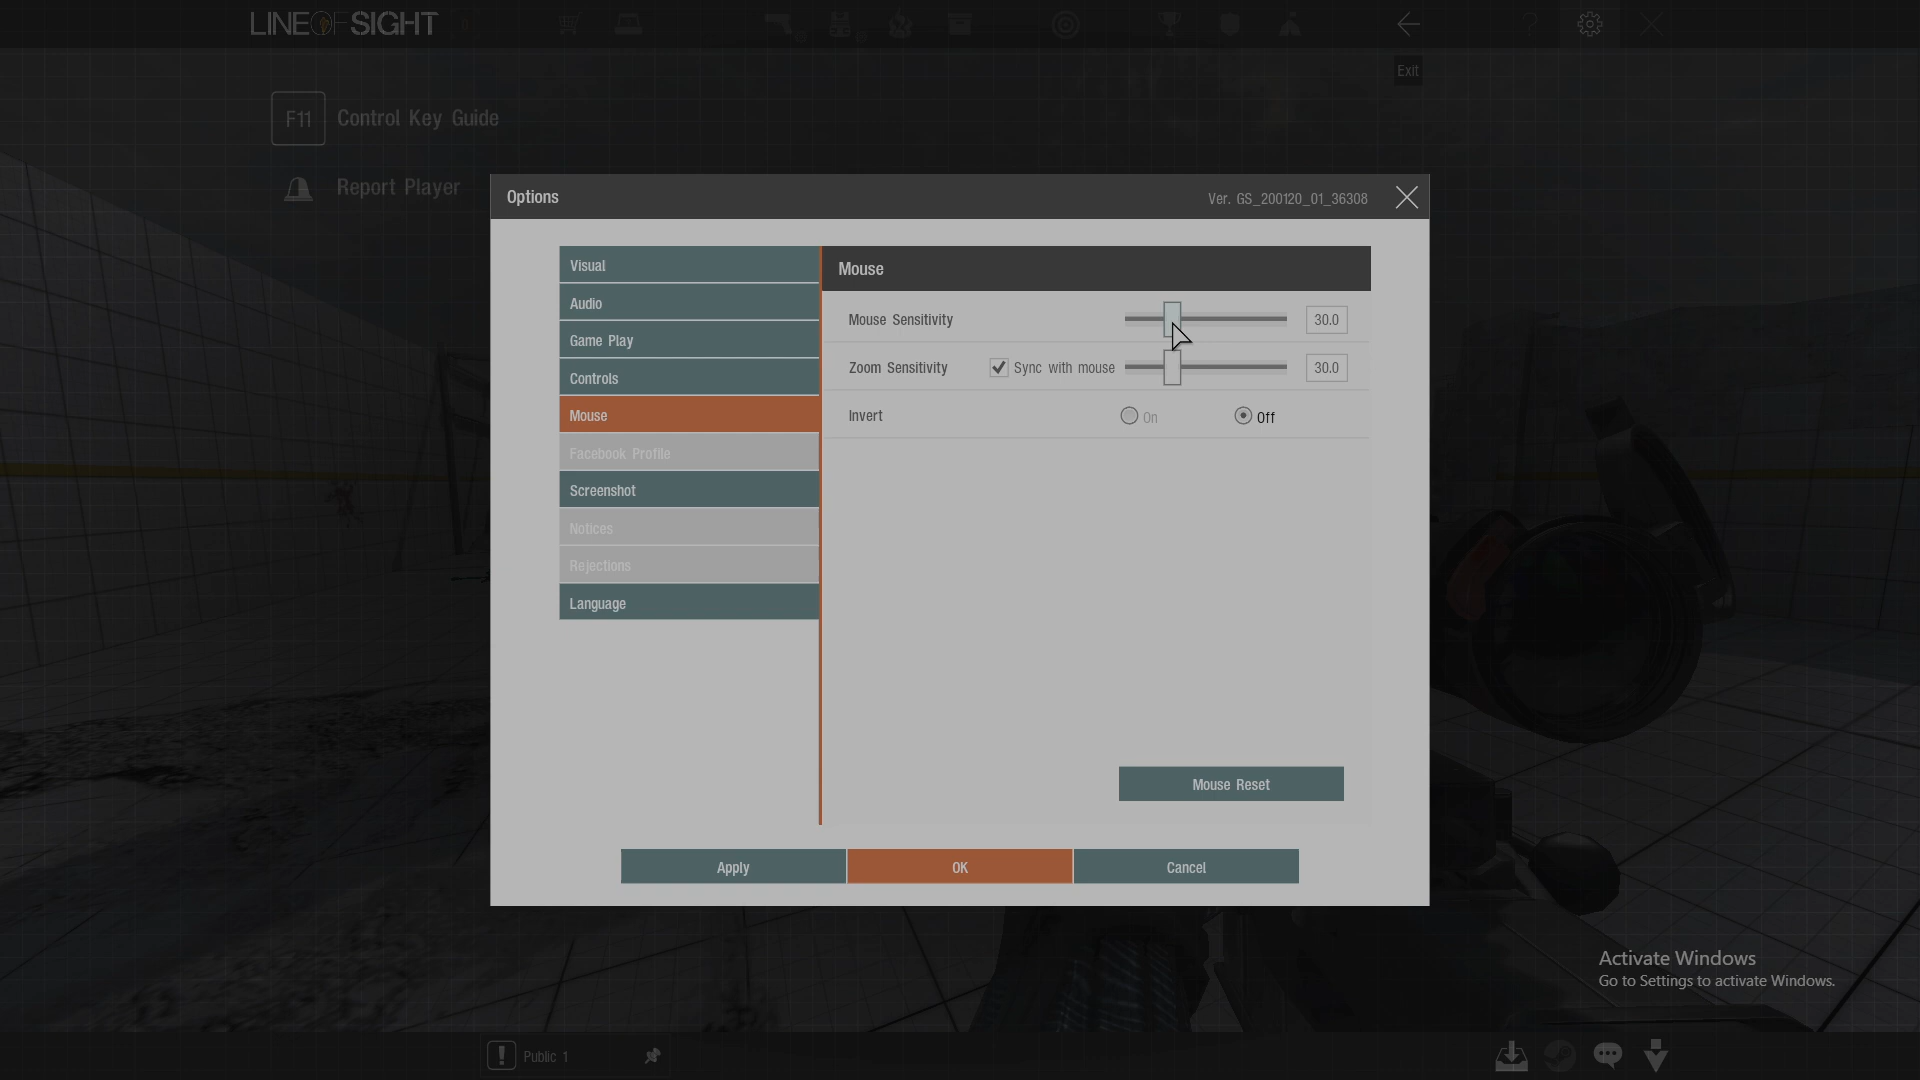 LINE OF SIGHT
Exit
F11 Control Key Guide
Report Player
Options
Ver. GS_200120_01_36308
Visual
Audio
Game Play
Controls
Mouse
Facebook Profile
Screenshot
Notices
Rejections
Language
Mouse
Mouse Sensitivity 30.0
Zoom Sensitivity Sync with mouse 30.0
Invert On Off
Mouse Reset
Apply OK Cancel
Activate Windows
Go to Settings to activate Windows.
Public 1